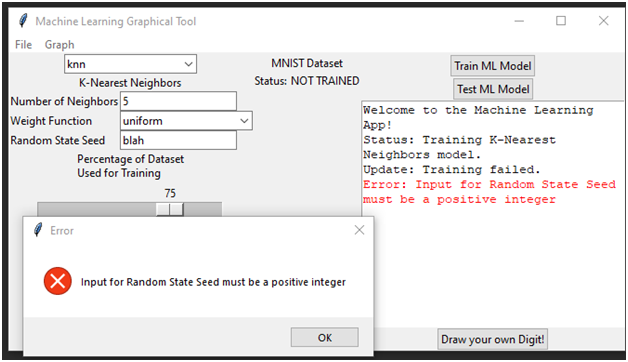 Machine Learning Graphical Tool
File Graph
knn
K-Nearest Neighbors
Number of Neighbors 5
Weight Function uniform
Random State Seed blah
Percentage of Dataset
Used for Training
75
MNIST Dataset
Status: NOT TRAINED
Train ML Model
Test ML Model
Welcome to the Machine Learning
App!
Status: Training K-Nearest
Neighbors model.
Update: Training failed.
Error: Input for Random State Seed
must be a positive integer
Error
Input for Random State Seed must be a positive integer
OK
Draw your own Digit!